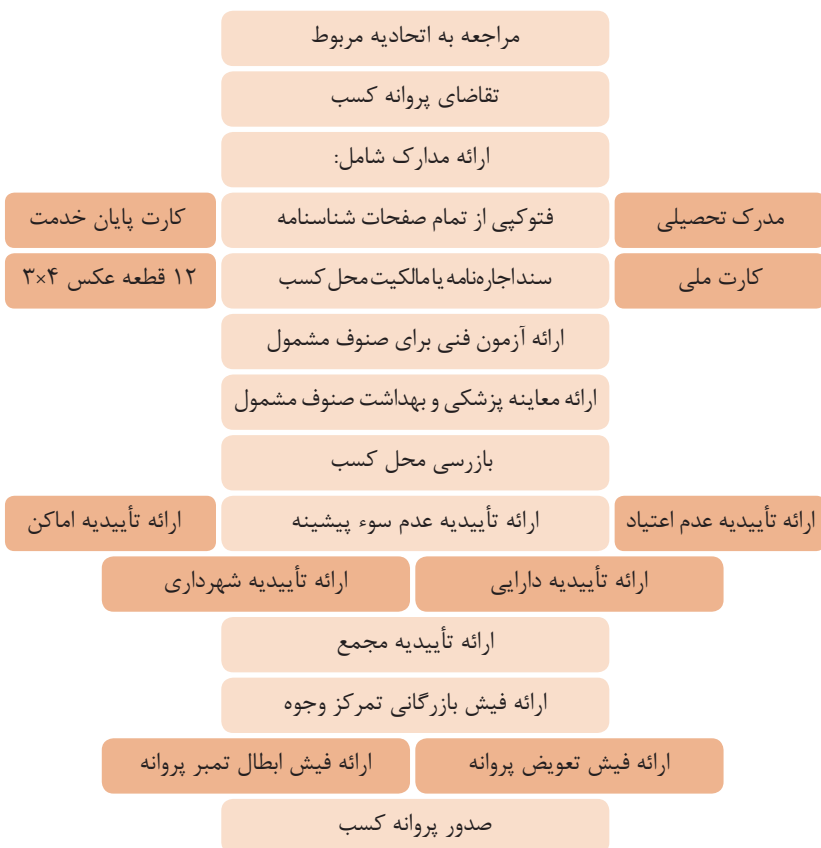 مراجعه به اتحادیه مربوط
تقاضای پروانه کسب
ارائه مدارک شامل:
مدرک تحصیلی
فتوکپی از تمام صفحات شناسنامه
کارت پایان خدمت
کارت ملی
سند اجاره‌نامه یا مالکیت محل کسب
۱۲ قطعه عکس ۴×۳
ارائه آزمون فنی برای صنوف مشمول
ارائه معاینه پزشکی و بهداشت صنوف مشمول
بازرسی محل کسب
ارائه تأییدیه عدم اعتیاد
ارائه تأییدیه عدم سوء پیشینه
ارائه تأییدیه اماکن
ارائه تأییدیه دارایی
ارائه تأییدیه شهرداری
ارائه تأییدیه مجمع
ارائه فیش بازرگانی تمرکز وجوه
ارائه فیش تعویض پروانه
ارائه فیش ابطال تمبر پروانه
صدور پروانه کسب